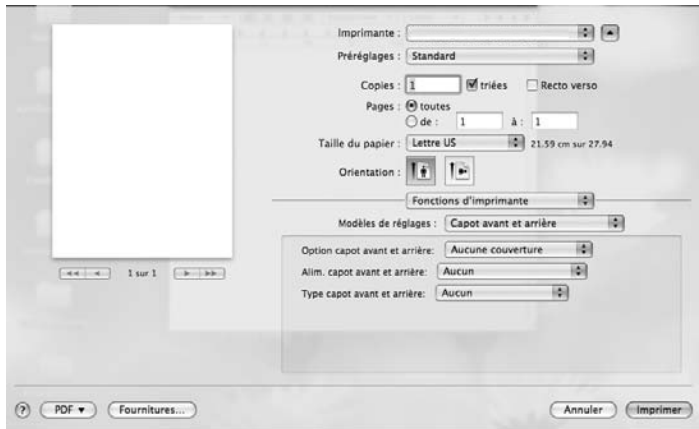 Imprimante :
Préréglages : Standard
Copies : 1 triées Recto verso
Pages : toutes
de : 1 à : 1
Taille du papier : Lettre US 21.59 cm sur 27.94
Orientation :
Fonctions d'imprimante
Modèles de réglages : Capot avant et arrière
Option capot avant et arrière: Aucune couverture
Alim. capot avant et arrière: Aucun
Type capot avant et arrière: Aucun
1 sur 1
? PDF Fournitures... Annuler Imprimer